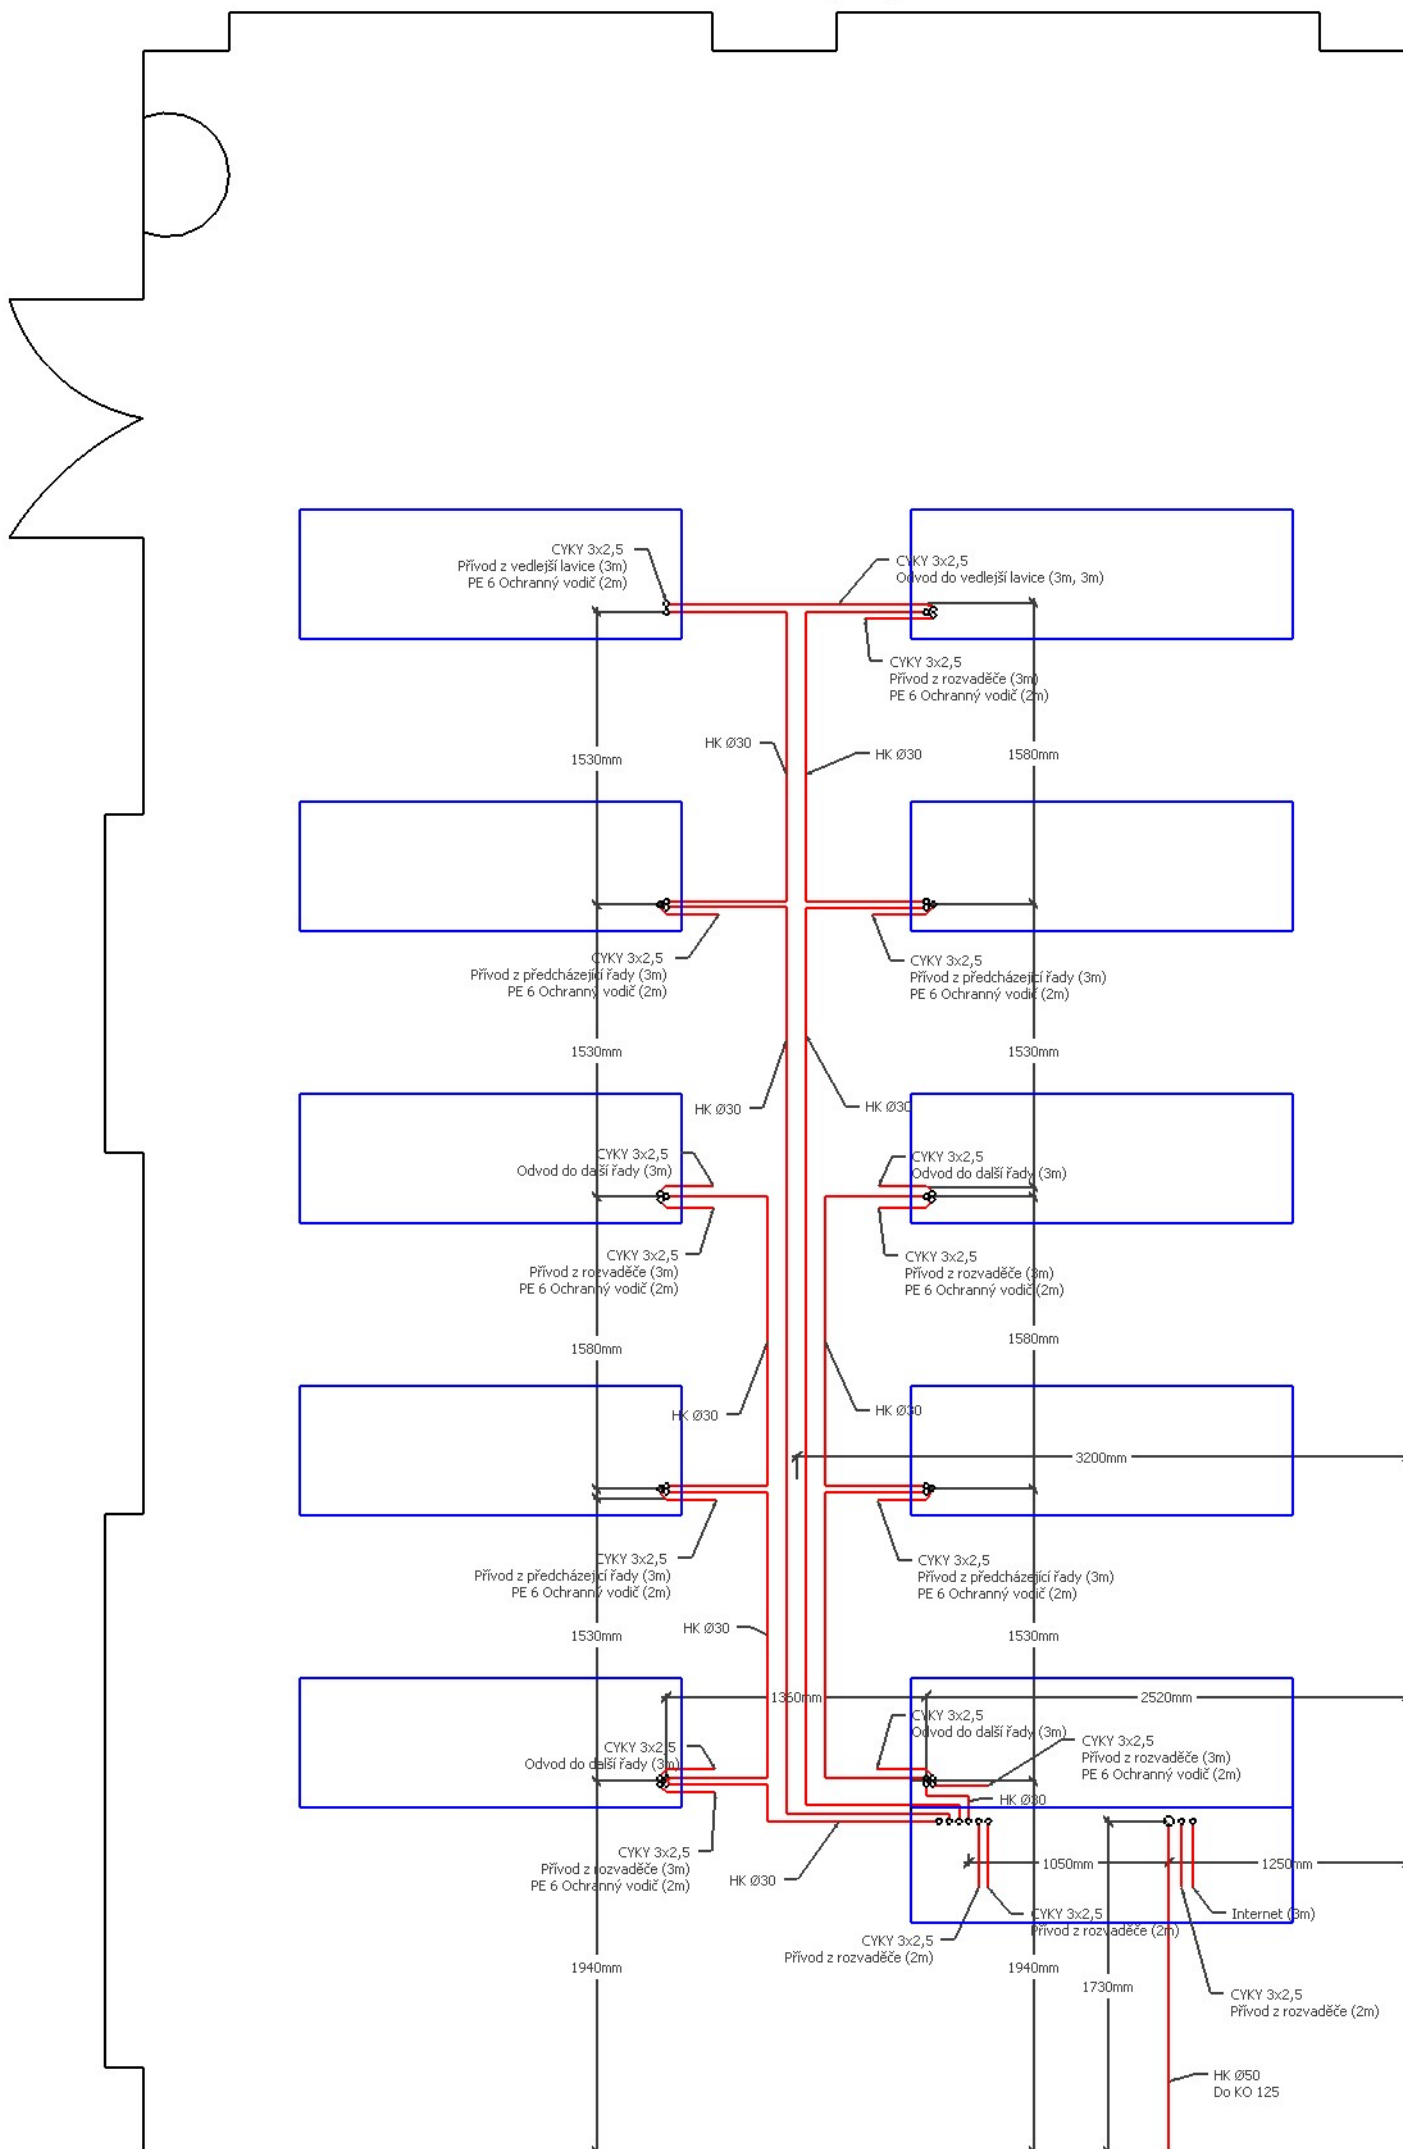 CYKY 3x2,5
Přívod z vedlejší lavice (3m)
PE 6 Ochranný vodič (2m)
CYKY 3x2,5
Odvod do vedlejší lavice (3m, 3m)
CYKY 3x2,5
Přívod z rozvaděče (3m)
PE 6 Ochranný vodič (2m)
HK Ø30
HK Ø30
1530mm
1580mm
CYKY 3x2,5
Přívod z předcházející řady (3m)
PE 6 Ochranný vodič (2m)
CYKY 3x2,5
Přívod z předcházející řady (3m)
PE 6 Ochranný vodič (2m)
1530mm
1530mm
HK Ø30
HK Ø30
CYKY 3x2,5
Odvod do další řady (3m)
CYKY 3x2,5
Odvod do další řady (3m)
CYKY 3x2,5
Přívod z rozvaděče (3m)
PE 6 Ochranný vodič (2m)
CYKY 3x2,5
Přívod z rozvaděče (3m)
PE 6 Ochranný vodič (2m)
1580mm
1580mm
HK Ø30
HK Ø30
3200mm
CYKY 3x2,5
Přívod z předcházející řady (3m)
PE 6 Ochranný vodič (2m)
CYKY 3x2,5
Přívod z předcházející řady (3m)
PE 6 Ochranný vodič (2m)
HK Ø30
1530mm
1530mm
1360mm
2520mm
CYKY 3x2,5
Odvod do další řady (3m)
CYKY 3x2,5
Odvod do další řady (3m)
CYKY 3x2,5
Přívod z rozvaděče (3m)
PE 6 Ochranný vodič (2m)
HK Ø30
CYKY 3x2,5
Přívod z rozvaděče (3m)
PE 6 Ochranný vodič (2m)
HK Ø30
1050mm
1250mm
CYKY 3x2,5
Přívod z rozvaděče (2m)
Internet (3m)
CYKY 3x2,5
Přívod z rozvaděče (2m)
1940mm
1940mm
1730mm
CYKY 3x2,5
Přívod z rozvaděče (2m)
HK Ø50
Do KO 125